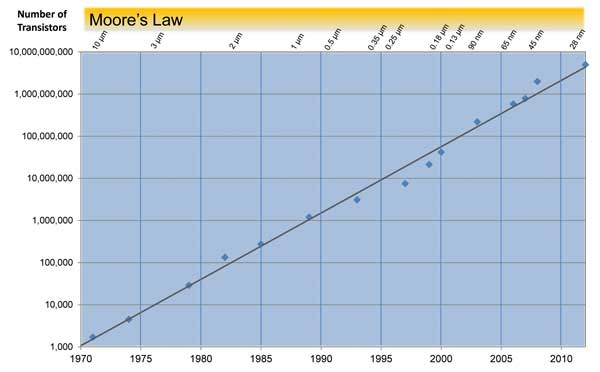 Number of
Transistors
Moore's Law
10 µm 3 µm 2 µm 1 µm 0.5 µm 0.35 µm 0.25 µm 0.18 µm 0.13 µm 90 nm 65 nm 45 nm 28 nm
10,000,000,000
1,000,000,000
100,000,000
10,000,000
1,000,000
100,000
10,000
1,000
1970 1975 1980 1985 1990 1995 2000 2005 2010